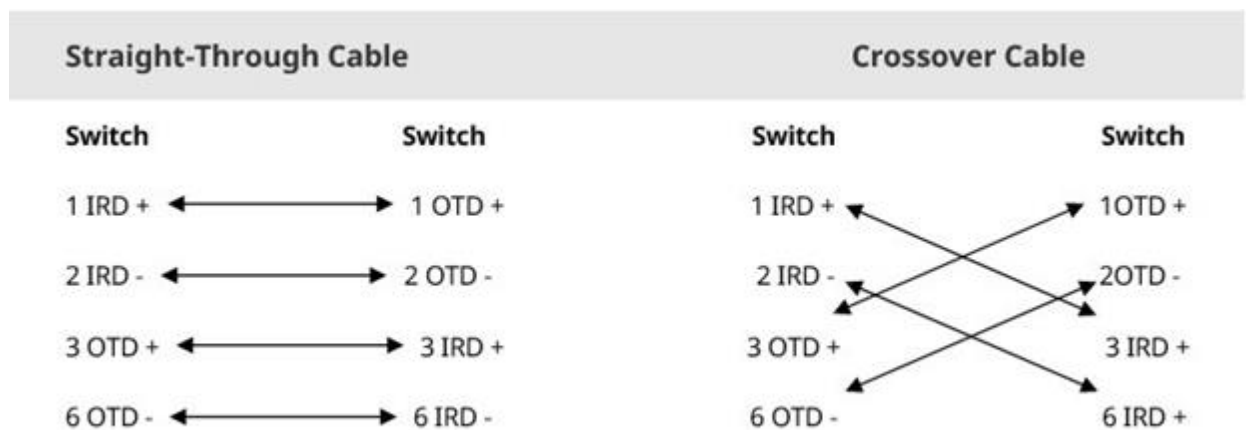 Straight-Through Cable Crossover Cable
Switch Switch Switch Switch
1 IRD + 1 OTD + 1 IRD + 1OTD +
2 IRD - 2 OTD - 2 IRD - 2OTD -
3 OTD + 3 IRD + 3 OTD + 3 IRD +
6 OTD - 6 IRD - 6 OTD - 6 IRD +